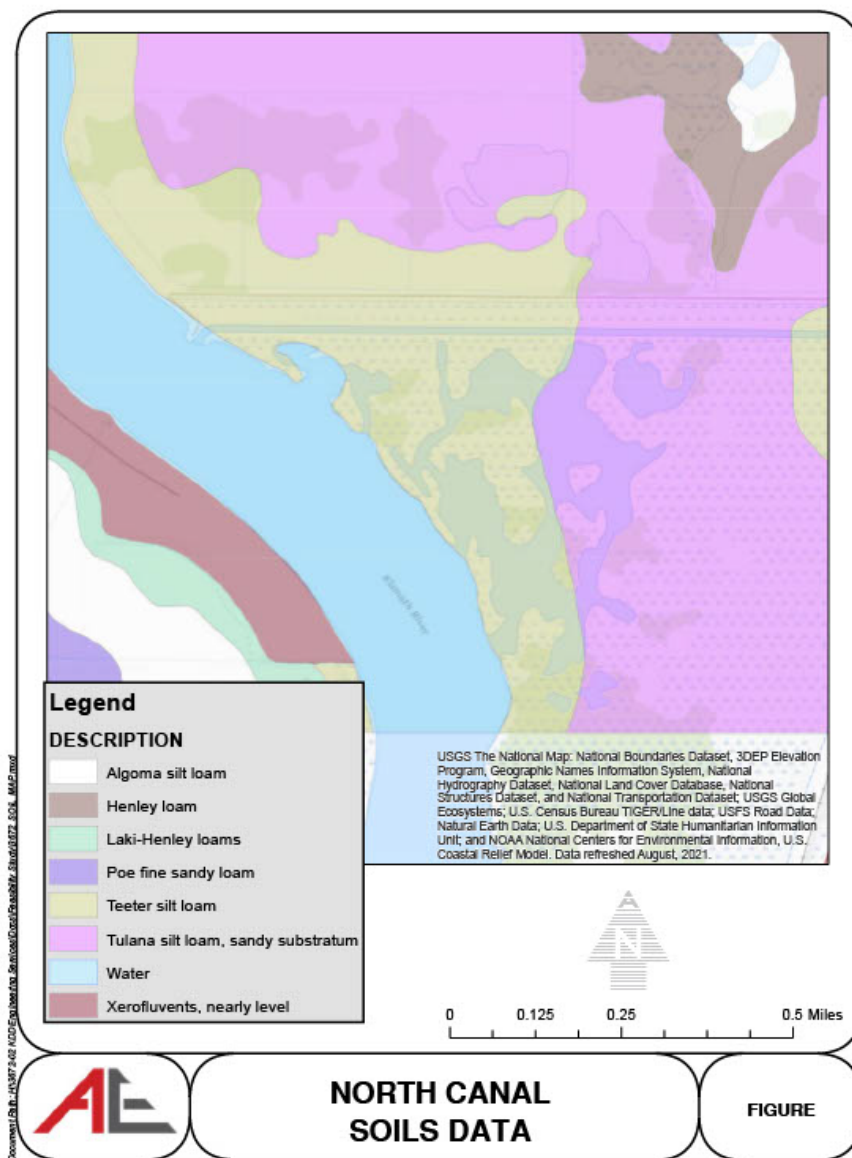 Klamath River
USGS The National Map: National Boundaries Dataset, 3DEP Elevation
Program, Geographic Names Information System, National
Hydrography Dataset, National Land Cover Database, National
Structures Dataset, and National Transportation Dataset; USGS Global
Ecosystems; U.S. Census Bureau TIGER/Line data; USFS Road Data;
Natural Earth Data; U.S. Department of State Humanitarian Information
Unit; and NOAA National Centers for Environmental Information, U.S.
Coastal Relief Model. Data refreshed August, 2021.
Legend
DESCRIPTION
Algoma silt loam
Henley loam
Laki-Henley loams
Poe fine sandy loam
Teeter silt loam
Tulana silt loam, sandy substratum
Water
Xerofluvents, nearly level
N
0 0.125 0.25 0.5 Miles
AE
NORTH CANAL
SOILS DATA
FIGURE